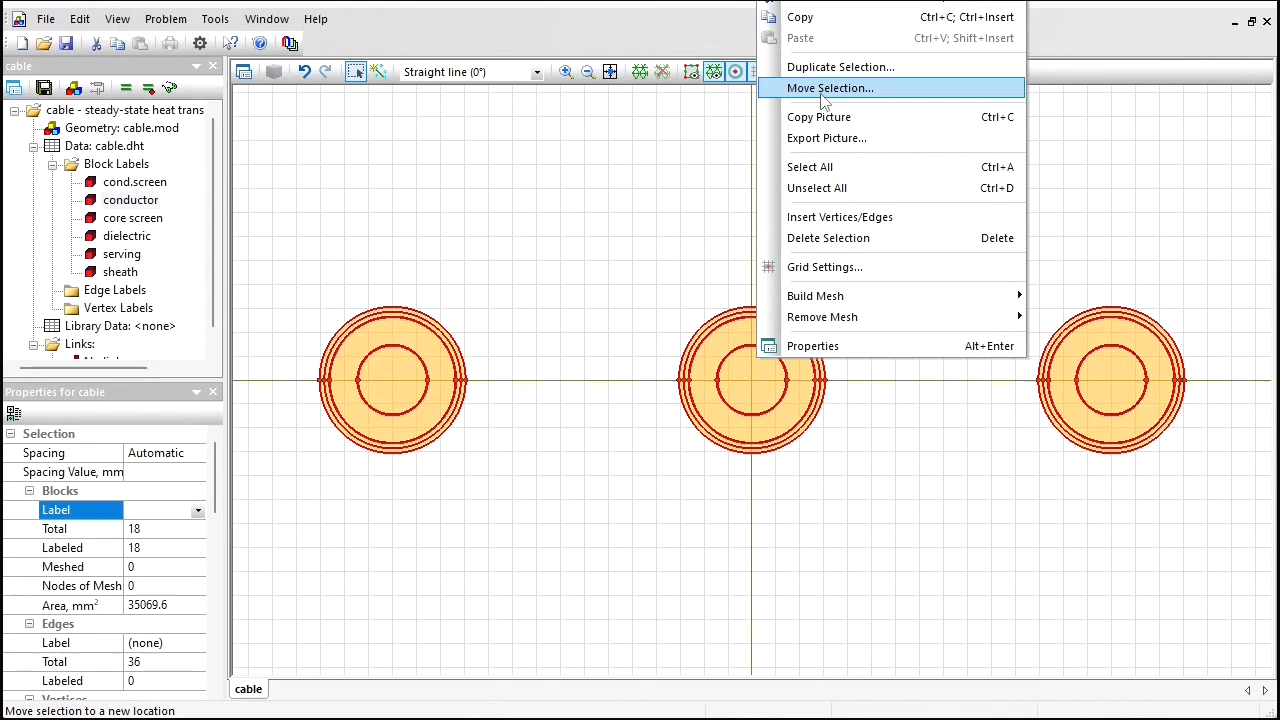 File Edit View Problem Tools Window Help
Copy Ctrl+C; Ctrl+Insert
Paste Ctrl+V; Shift+Insert
Duplicate Selection...
Move Selection...
Copy Picture Ctrl+C
Export Picture...
Select All Ctrl+A
Unselect All Ctrl+D
Insert Vertices/Edges
Delete Selection Delete
Grid Settings...
Build Mesh
Remove Mesh
Properties Alt+Enter
Straight line (0°)
cable
cable - steady-state heat trans
Geometry: cable.mod
Data: cable.dht
Block Labels
cond.screen
conductor
core screen
dielectric
serving
sheath
Edge Labels
Vertex Labels
Library Data: <none>
Links:
Properties for cable
Selection
Spacing Automatic
Spacing Value, mm
Blocks
Label
Total 18
Labeled 18
Meshed 0
Nodes of Mesh 0
Area, mm² 35069.6
Edges
Label (none)
Total 36
Labeled 0
Vertices
cable
Move selection to a new location